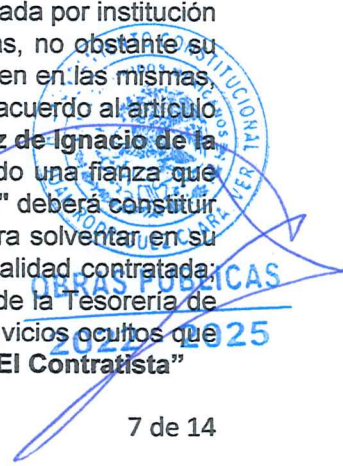 ada por institución
as, no obstante su
en en las mismas,
acuerdo al artículo
z de Ignacio de la
do una fianza que
" deberá constituir
ra solventar en su
alidad contratada;
de la Tesorería de
vicios ocultos que
El Contratista"
OBRAS PUBLICAS
2022 - 2025
7 de 14